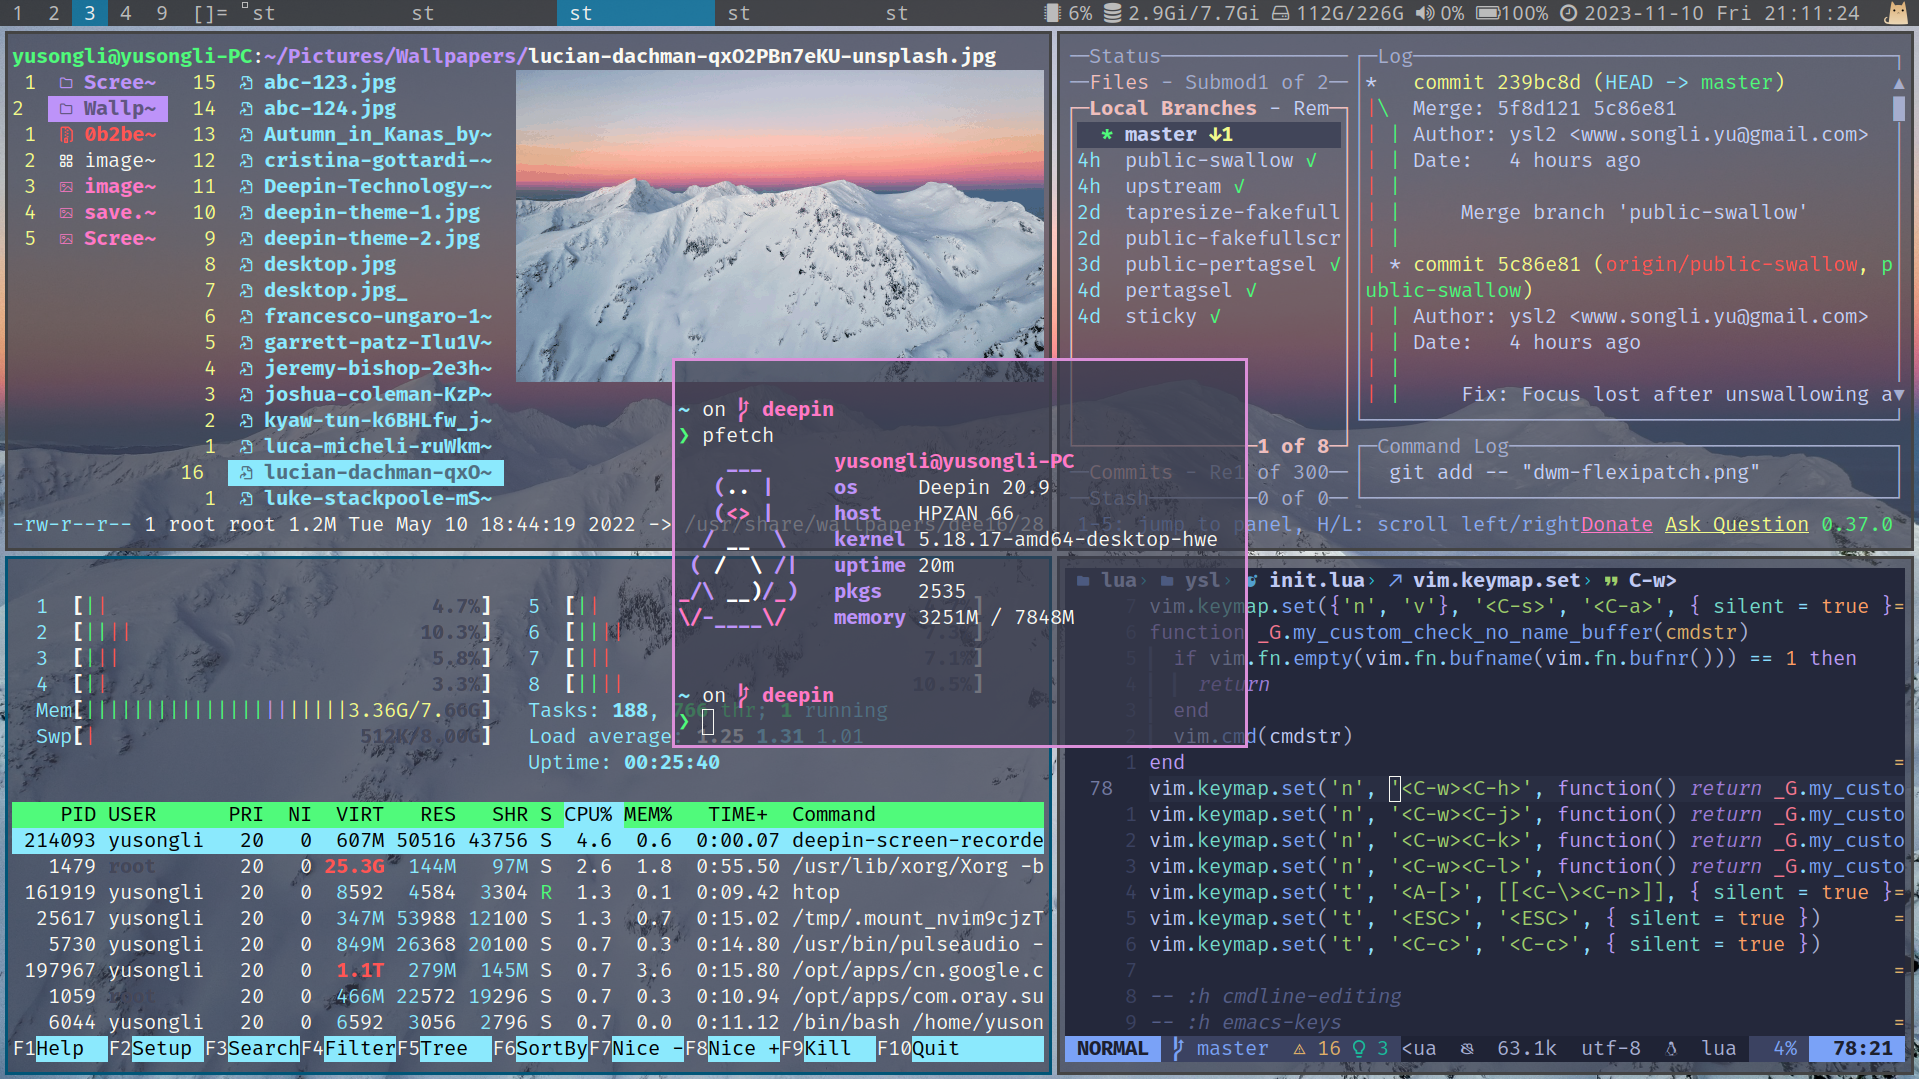 1 2 3 4 9 []= st st st st st 6% 2.9Gi/7.7Gi 112G/226G 0% 100% 2023-11-10 Fri 21:11:24
yusongli@yusongli-PC:~/Pictures/Wallpapers/lucian-dachman-qxO2PBn7eKU-unsplash.jpg
1 Scree~
2 Wallp~
1 0b2be~
2 image~
3 image~
4 save.~
5 Scree~
15 abc-123.jpg
14 abc-124.jpg
13 Autumn_in_Kanas_by~
12 cristina-gottardi-~
11 Deepin-Technology-~
10 deepin-theme-1.jpg
9 deepin-theme-2.jpg
8 desktop.jpg
7 desktop.jpg_
6 francesco-ungaro-1~
5 garrett-patz-Ilu1V~
4 jeremy-bishop-2e3h~
3 joshua-coleman-KzP~
2 kyaw-tun-k6BHLfw_j~
1 luca-micheli-ruWkm~
16 lucian-dachman-qxO~
1 luke-stackpoole-mS~
-rw-r--r-- 1 root root 1.2M Tue May 10 18:44:19 2022 -> /usr/share/wallpapers/dee16/28
Status
Files - Submod1 of 2
Local Branches - Rem
* master ↓1
4h public-swallow ✓
4h upstream ✓
2d tapresize-fakefull
2d public-fakefullscr
3d public-pertagsel ✓
4d pertagsel ✓
4d sticky ✓
1 of 8
Commits - Re1 of 300
Stash 0 of 0
Log
* commit 239bc8d (HEAD -> master)
|\ Merge: 5f8d121 5c86e81
| | Author: ysl2 <www.songli.yu@gmail.com>
| | Date: 4 hours ago
| |
| | Merge branch 'public-swallow'
| |
| * commit 5c86e81 (origin/public-swallow, p
ublic-swallow)
| | Author: ysl2 <www.songli.yu@gmail.com>
| | Date: 4 hours ago
| |
| | Fix: Focus lost after unswallowing a
Command Log
git add -- "dwm-flexipatch.png"
1-5: jump to panel, H/L: scroll left/right Donate Ask Question 0.37.0
~ on deepin
❯ pfetch
yusongli@yusongli-PC
os Deepin 20.9
host HPZAN 66
kernel 5.18.17-amd64-desktop-hwe
uptime 20m
pkgs 2535
memory 3251M / 7848M
~ on deepin
❯
1 [|| 4.7%] 5 [|| ]
2 [|||| 10.3%] 6 [|||| 7.3%]
3 [||| 5.8%] 7 [||| 7.1%]
4 [|| 3.3%] 8 [|||| 10.5%]
Mem[||||||||||||||||||||||3.36G/7.66G]
Swp[| 512K/8.00G]
Tasks: 188, 766 thr; 1 running
Load average: 1.25 1.31 1.01
Uptime: 00:25:40
PID USER PRI NI VIRT RES SHR S CPU% MEM% TIME+ Command
214093 yusongli 20 0 607M 50516 43756 S 4.6 0.6 0:00.07 deepin-screen-recorde
1479 root 20 0 25.3G 144M 97M S 2.6 1.8 0:55.50 /usr/lib/xorg/Xorg -b
161919 yusongli 20 0 8592 4584 3304 R 1.3 0.1 0:09.42 htop
25617 yusongli 20 0 347M 53988 12100 S 1.3 0.7 0:15.02 /tmp/.mount_nvim9cjzT
5730 yusongli 20 0 849M 26368 20100 S 0.7 0.3 0:14.80 /usr/bin/pulseaudio -
197967 yusongli 20 0 1.1T 279M 145M S 0.7 3.6 0:15.80 /opt/apps/cn.google.c
1059 root 20 0 466M 22572 19296 S 0.7 0.3 0:10.94 /opt/apps/com.oray.su
6044 yusongli 20 0 6592 3056 2796 S 0.7 0.0 0:11.12 /bin/bash /home/yuson
F1Help F2Setup F3SearchF4FilterF5Tree F6SortByF7Nice -F8Nice +F9Kill F10Quit
lua› ysl› init.lua› vim.keymap.set› C-w>
7 vim.keymap.set({'n', 'v'}, '<C-s>', '<C-a>', { silent = true }=
6 function _G.my_custom_check_no_name_buffer(cmdstr)
5 if vim.fn.empty(vim.fn.bufname(vim.fn.bufnr())) == 1 then
4 return
3 end
2 vim.cmd(cmdstr)
1 end =
78 vim.keymap.set('n', '<C-w><C-h>', function() return _G.my_custo
1 vim.keymap.set('n', '<C-w><C-j>', function() return _G.my_custo
2 vim.keymap.set('n', '<C-w><C-k>', function() return _G.my_custo
3 vim.keymap.set('n', '<C-w><C-l>', function() return _G.my_custo
4 vim.keymap.set('t', '<A-[>', [[<C-\><C-n>]], { silent = true }=
5 vim.keymap.set('t', '<ESC>', '<ESC>', { silent = true }) =
6 vim.keymap.set('t', '<C-c>', '<C-c>', { silent = true })
7 =
8 -- :h cmdline-editing
9 -- :h emacs-keys =
NORMAL master 16 3 <ua 63.1k utf-8 lua 4% 78:21